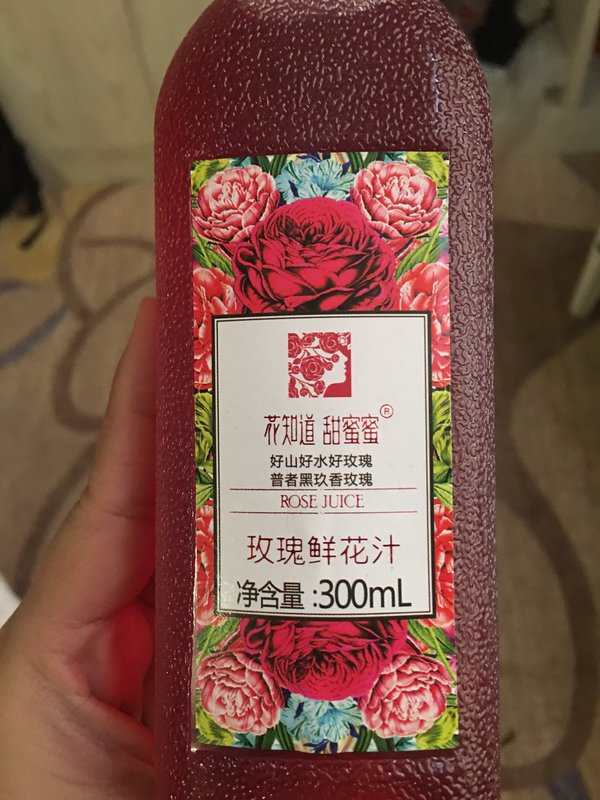 花知道 甜蜜蜜®
好山好水好玫瑰
普者黑玖香玫瑰
ROSE JUICE
玫瑰鲜花汁
净含量:300mL